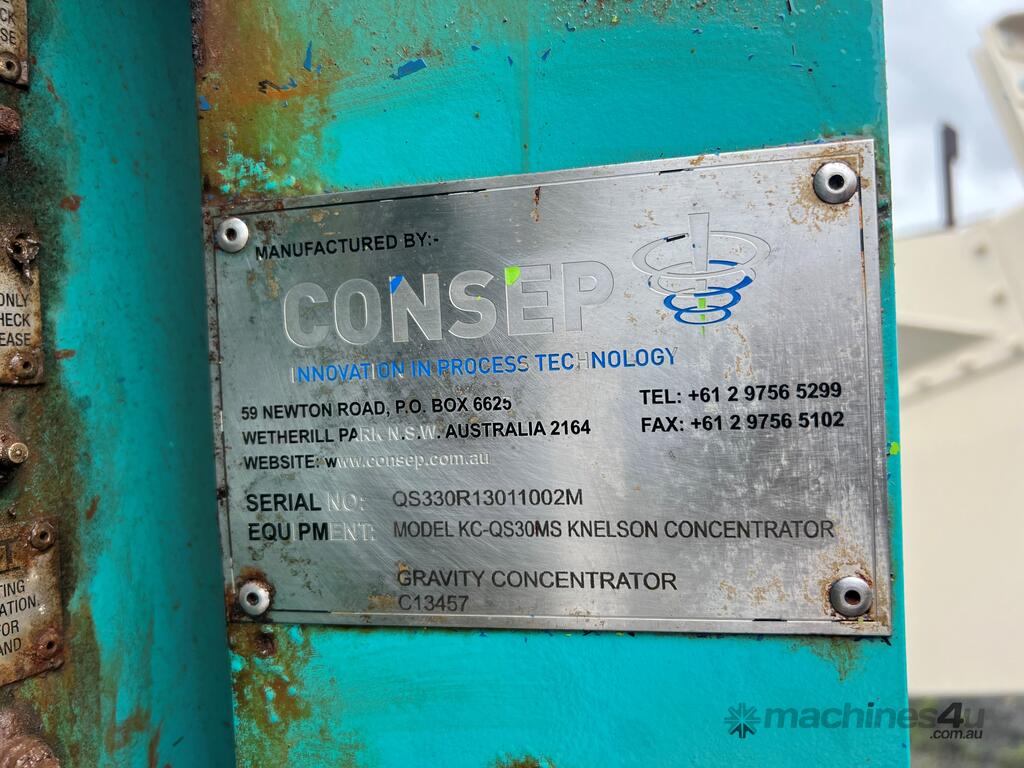 MANUFACTURED BY:-
CONSEP
INNOVATION IN PROCESS TECHNOLOGY
59 NEWTON ROAD, P.O. BOX 6625
WETHERILL PARK N.S.W. AUSTRALIA 2164
WEBSITE: www.consep.com.au
TEL: +61 2 9756 5299
FAX: +61 2 9756 5102
SERIAL NO: QS330R13011002M
EQUIPMENT: MODEL KC-QS30MS KNELSON CONCENTRATOR
GRAVITY CONCENTRATOR
C13457
ONLY
FOR
machines4u
.com.au